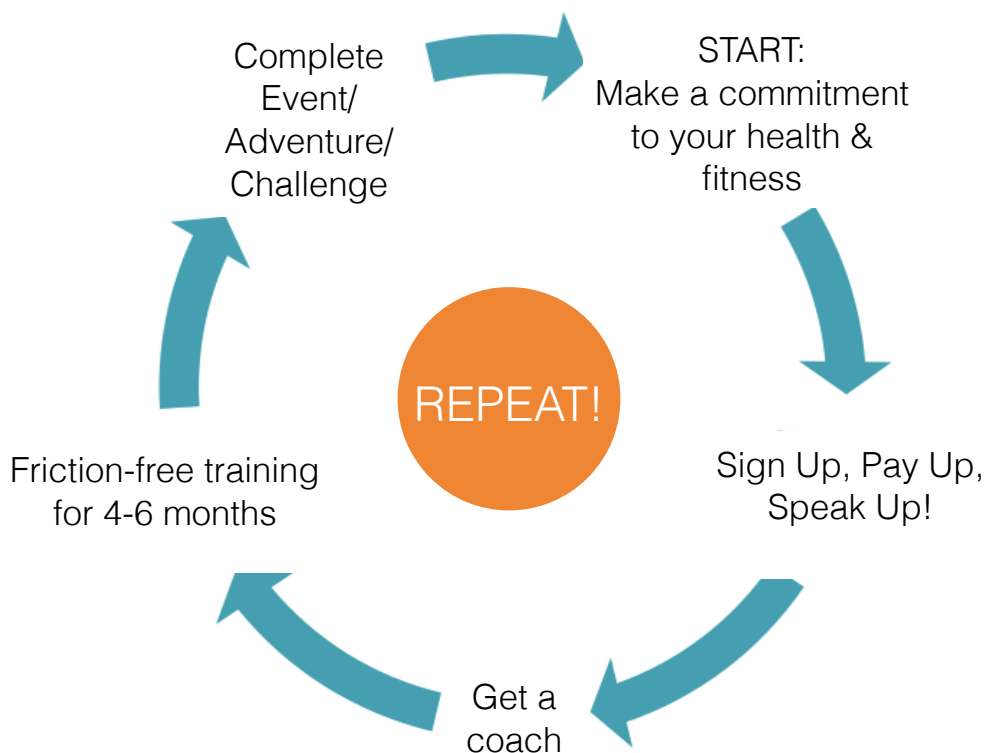 START:
Make a commitment
to your health &
fitness
Sign Up, Pay Up,
Speak Up!
Get a
coach
Friction-free training
for 4-6 months
Complete
Event/
Adventure/
Challenge
REPEAT!